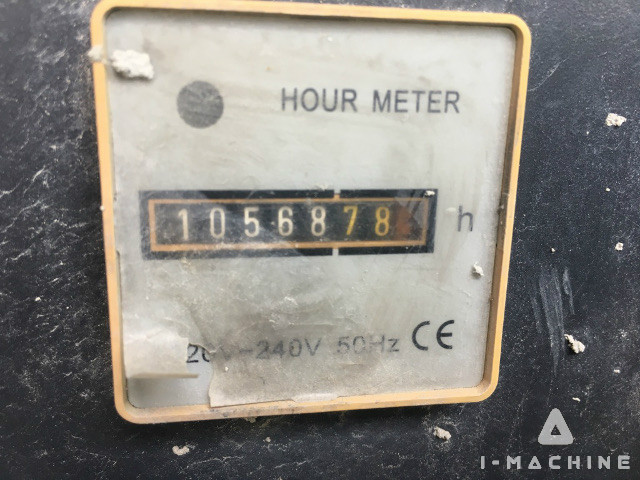 HOUR METER
1056878 h
-240V 50Hz CE
I-MACHINE